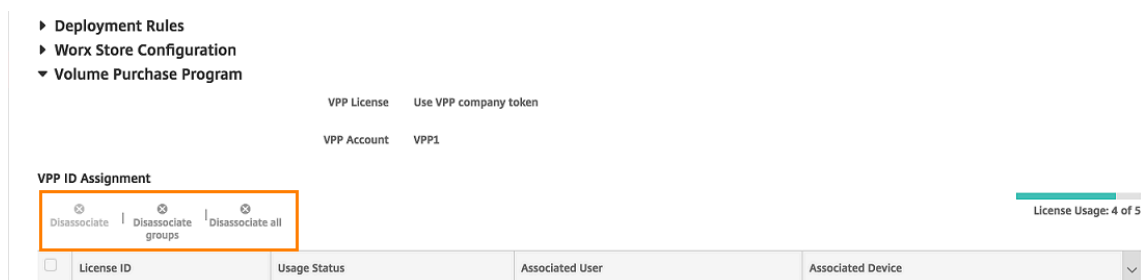 Deployment Rules
Worx Store Configuration
Volume Purchase Program
VPP License Use VPP company token
VPP Account VPP1
VPP ID Assignment
Disassociate | Disassociate groups | Disassociate all
License Usage: 4 of 5
License ID Usage Status Associated User Associated Device